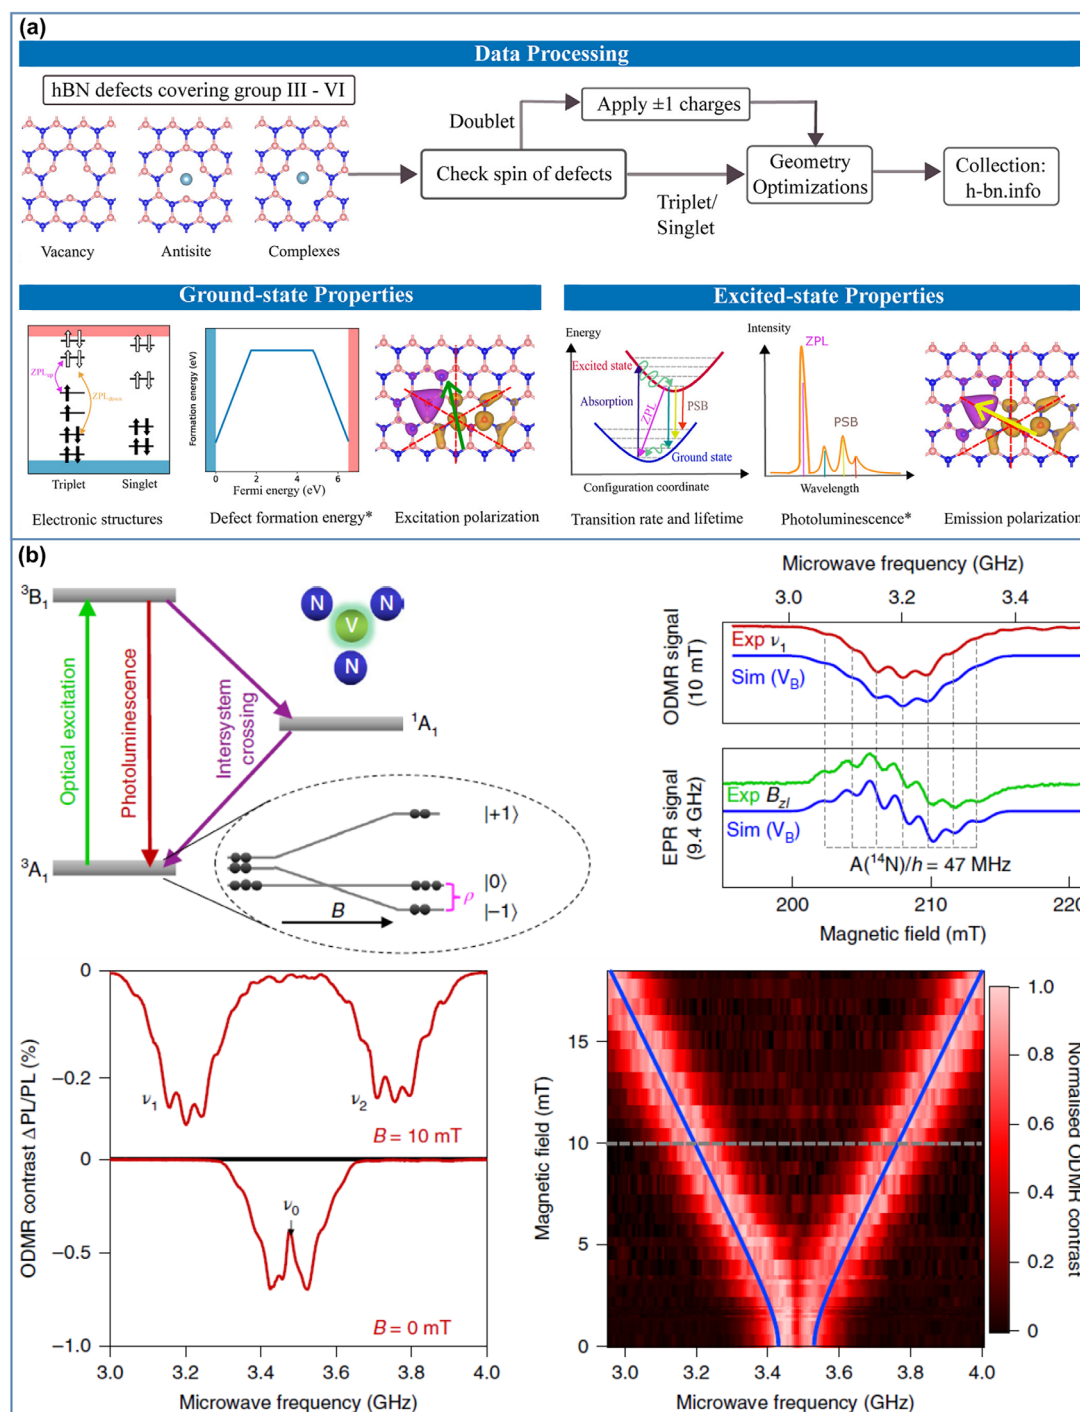 (a)
Data Processing
hBN defects covering group III - VI
Vacancy
Antisite
Complexes
Doublet
Apply ±1 charges
Check spin of defects
Triplet/
Singlet
Geometry
Optimizations
Collection:
h-bn.info
Ground-state Properties
ZPLup
ZPLdown
Triplet
Singlet
Electronic structures
Formation energy (eV)
0
2
4
6
Fermi energy (eV)
Defect formation energy*
Excitation polarization
Excited-state Properties
Energy
Excited state
Absorption
ZPL
PSB
Ground state
Configuration coordinate
Transition rate and lifetime
Intensity
ZPL
PSB
Wavelength
Photoluminescence*
Emission polarization
(b)
³B₁
Optical excitation
Photoluminescence
Intersystem
crossing
N
N
V
N
¹A₁
³A₁
|+1⟩
|0⟩
ρ
|−1⟩
B
Microwave frequency (GHz)
3.0
3.2
3.4
ODMR signal
(10 mT)
Exp ν₁
Sim (V_B)
EPR signal
(9.4 GHz)
Exp B_zl
Sim (V_B)
A(¹⁴N)/h = 47 MHz
200
210
220
Magnetic field (mT)
ODMR contrast Δ PL/PL (%)
0
−0.2
ν₁
ν₂
B = 10 mT
0
−0.5
−1.0
ν₀
B = 0 mT
3.0
3.2
3.4
3.6
3.8
4.0
Microwave frequency (GHz)
Magnetic field (mT)
15
10
5
0
2.95
3.2
3.4
3.6
3.8
4.0
Microwave frequency (GHz)
1.0
0.8
0.6
0.4
0.2
0
Normalised ODMR contrast